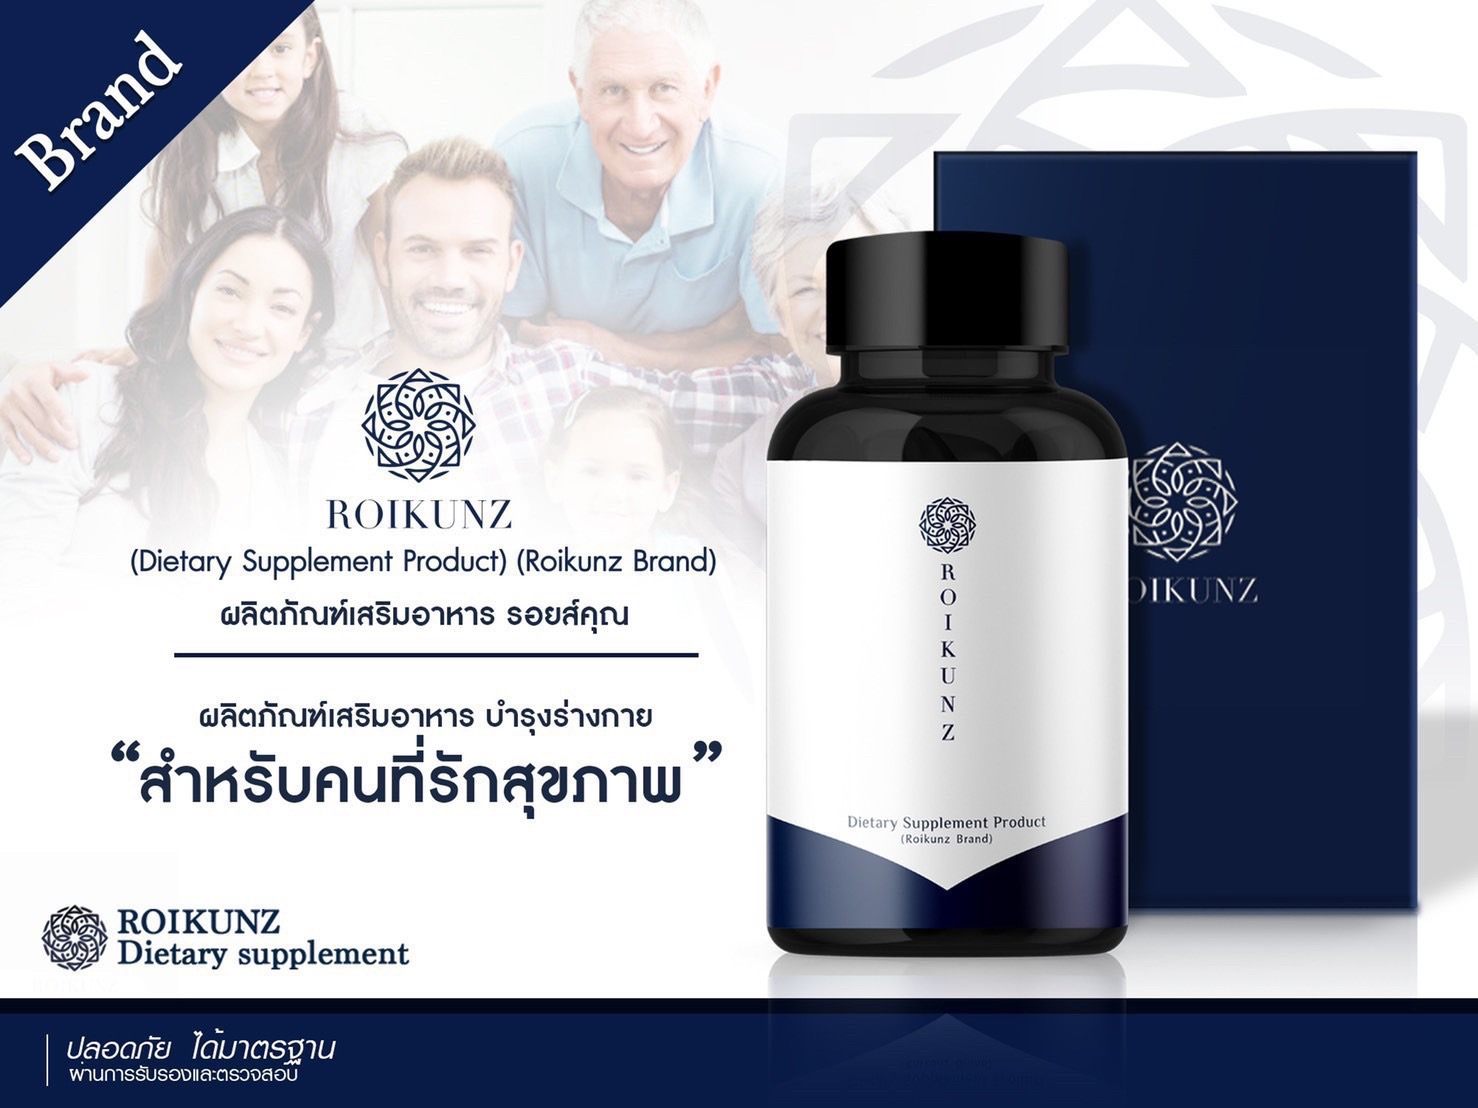 Brand
ROIKUNZ
(Dietary Supplement Product) (Roikunz Brand)
ผลิตภัณฑ์เสริมอาหาร รอยส์คุณ
ผลิตภัณฑ์เสริมอาหาร บำรุงร่างกาย
“สำหรับคนที่รักสุขภาพ”
ROIKUNZ
Dietary supplement
ปลอดภัย ได้มาตรฐาน
ผ่านการรับรองและตรวจสอบ
ROIKUNZ
Dietary Supplement Product
(Roikunz Brand)
OIKUNZ